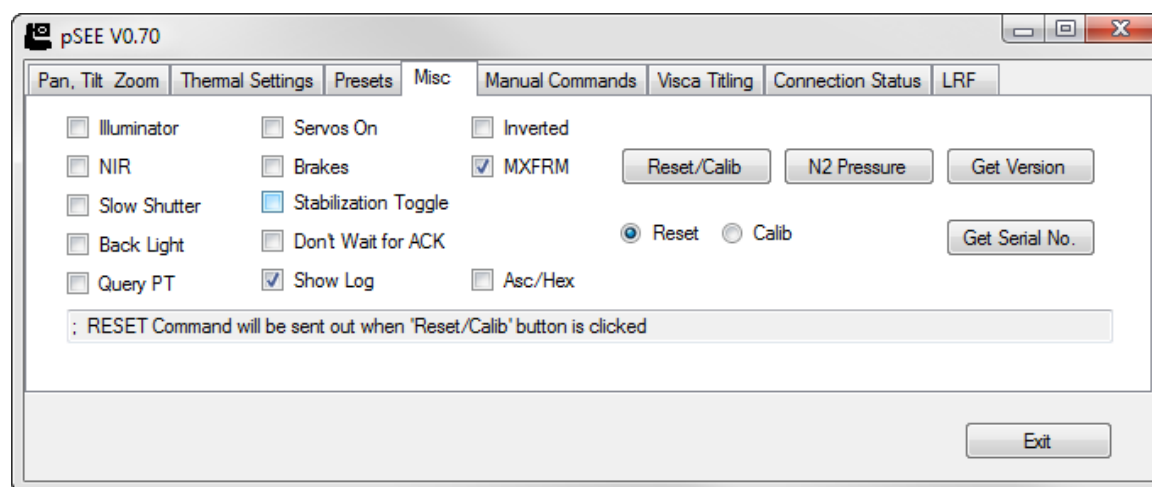 pSEE V0.70
Pan, Tilt Zoom Thermal Settings Presets Misc Manual Commands Visca Titling Connection Status LRF
Illuminator Servos On Inverted
NIR Brakes MXFRM Reset/Calib N2 Pressure Get Version
Slow Shutter Stabilization Toggle
Back Light Don't Wait for ACK Reset Calib Get Serial No.
Query PT Show Log Asc/Hex
; RESET Command will be sent out when "Reset/Calib" button is clicked
Exit